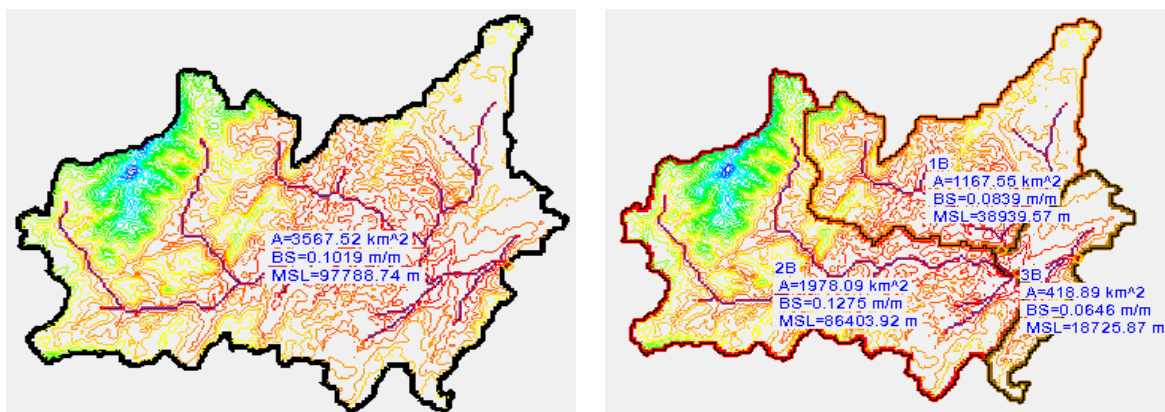 A=3567.52 km^2
BS=0.1019 m/m
MSL=97788.74 m
1B
A=1167.55 km^2
BS=0.0839 m/m
MSL=38939.57 m
2B
A=1978.09 km^2
BS=0.1275 m/m
MSL=86403.92 m
3B
A=418.89 km^2
BS=0.0646 m/m
MSL=18725.87 m